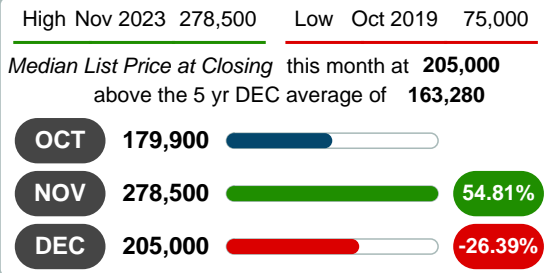 High Nov 2023 278,500 Low Oct 2019 75,000
Median List Price at Closing this month at 205,000
above the 5 yr DEC average of 163,280
OCT 179,900
NOV 278,500 54.81%
DEC 205,000 -26.39%